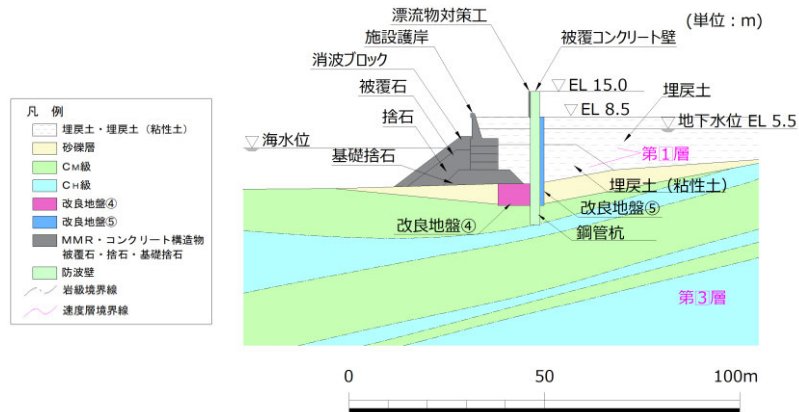 漂流物対策工
(単位：m)
施設護岸
被覆コンクリート壁
消波ブロック
EL 15.0
埋戻土
被覆石
EL 8.5
地下水位 EL 5.5
捨石
海水位
第1層
基礎捨石
埋戻土（粘性土）
改良地盤⑤
改良地盤④
鋼管杭
第3層
凡 例
埋戻土・埋戻土（粘性土）
砂礫層
CM級
CH級
改良地盤④
改良地盤⑤
MMR・コンクリート構造物
被覆石・捨石・基礎捨石
防波壁
岩級境界線
速度層境界線
0 50 100m